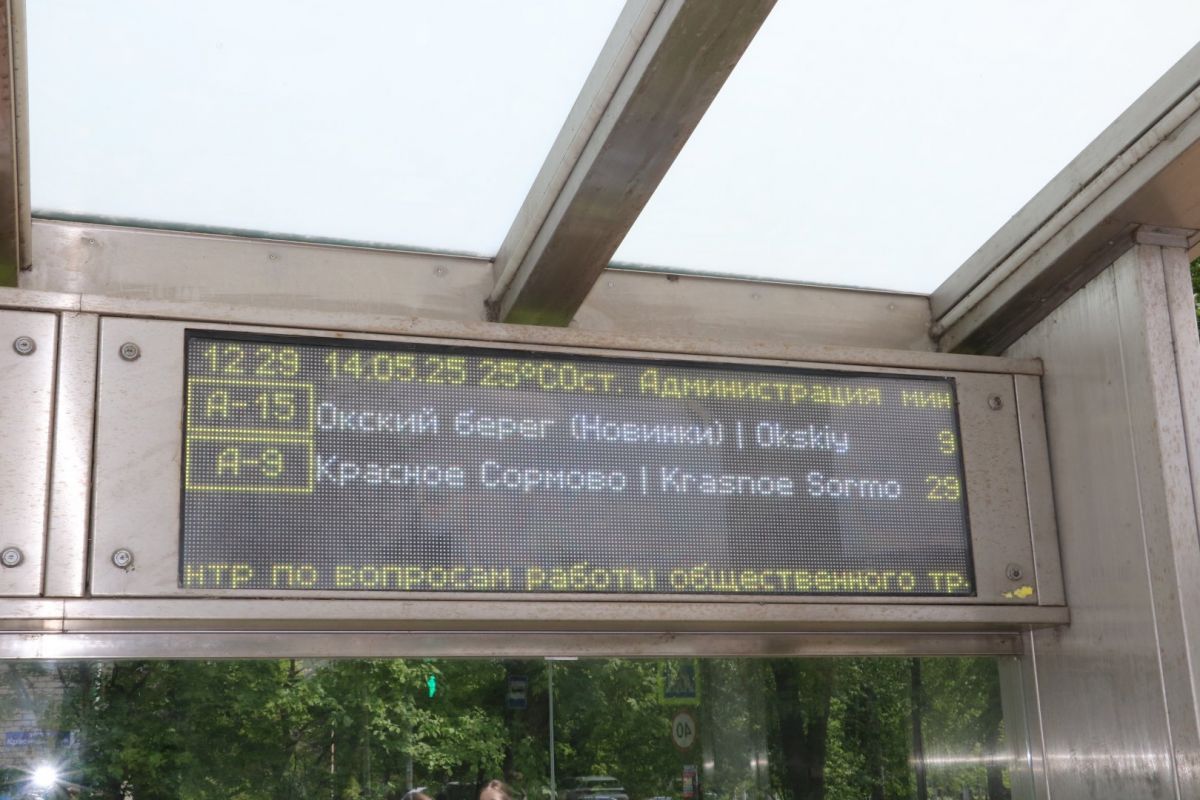 12 29 14.05.25 25°C Ост. Администрация мин
А-15 Окский берег (Новинки) | Okskiy 9
А-9 Красное Сормово | Krasnoe Sormo 29
нтр по вопросам работы общественного тр
40